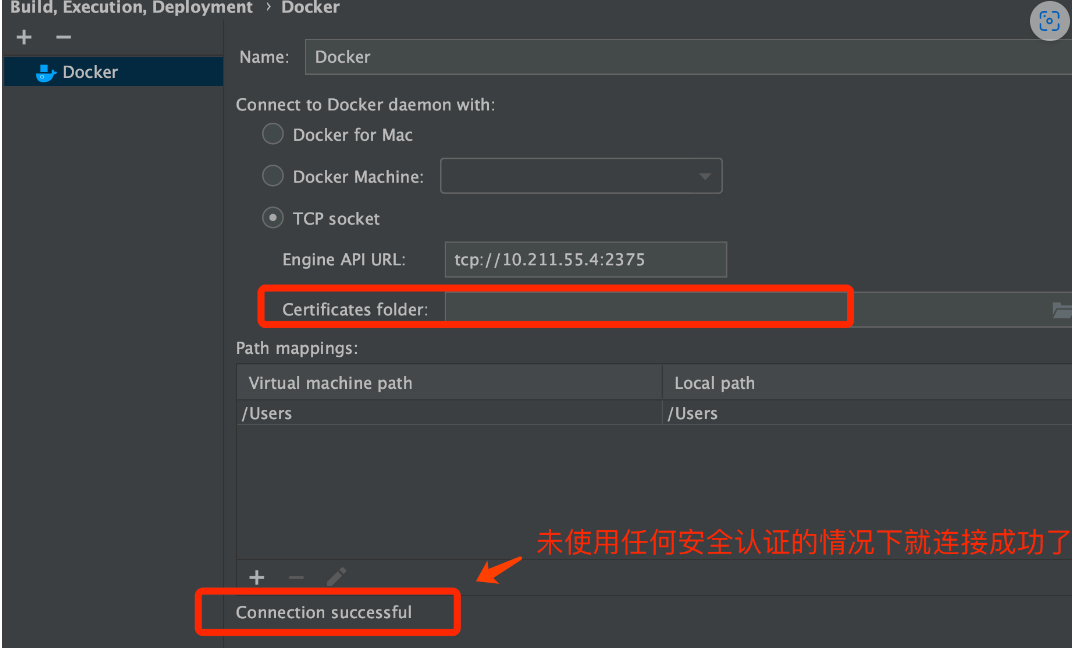 Build, Execution, Deployment › Docker
Docker
Name: Docker
Connect to Docker daemon with:
Docker for Mac
Docker Machine:
TCP socket
Engine API URL: tcp://10.211.55.4:2375
Certificates folder:
Path mappings:
Virtual machine path Local path
/Users /Users
未使用任何安全认证的情况下就连接成功了
Connection successful